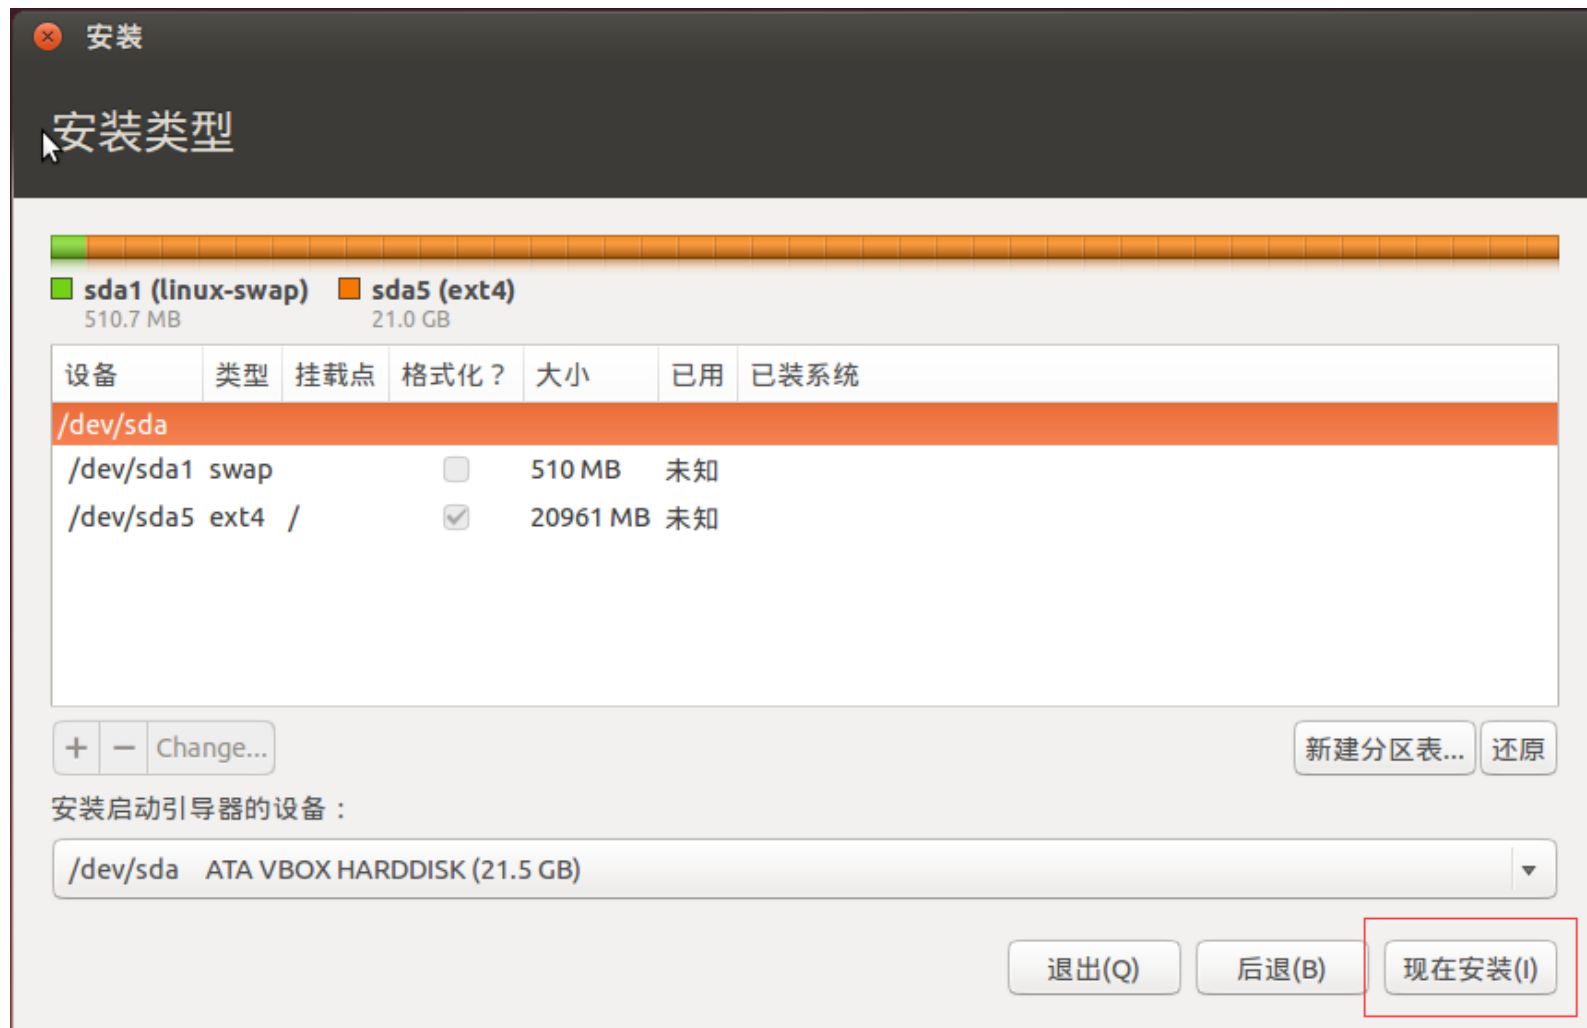 安装
安装类型
sda1 (linux-swap) sda5 (ext4)
510.7 MB 21.0 GB
设备 类型 挂载点 格式化？ 大小 已用 已装系统
/dev/sda
/dev/sda1 swap 510 MB 未知
/dev/sda5 ext4 / 20961 MB 未知
+ − Change... 新建分区表... 还原
安装启动引导器的设备：
/dev/sda ATA VBOX HARDDISK (21.5 GB)
退出(Q) 后退(B) 现在安装(I)